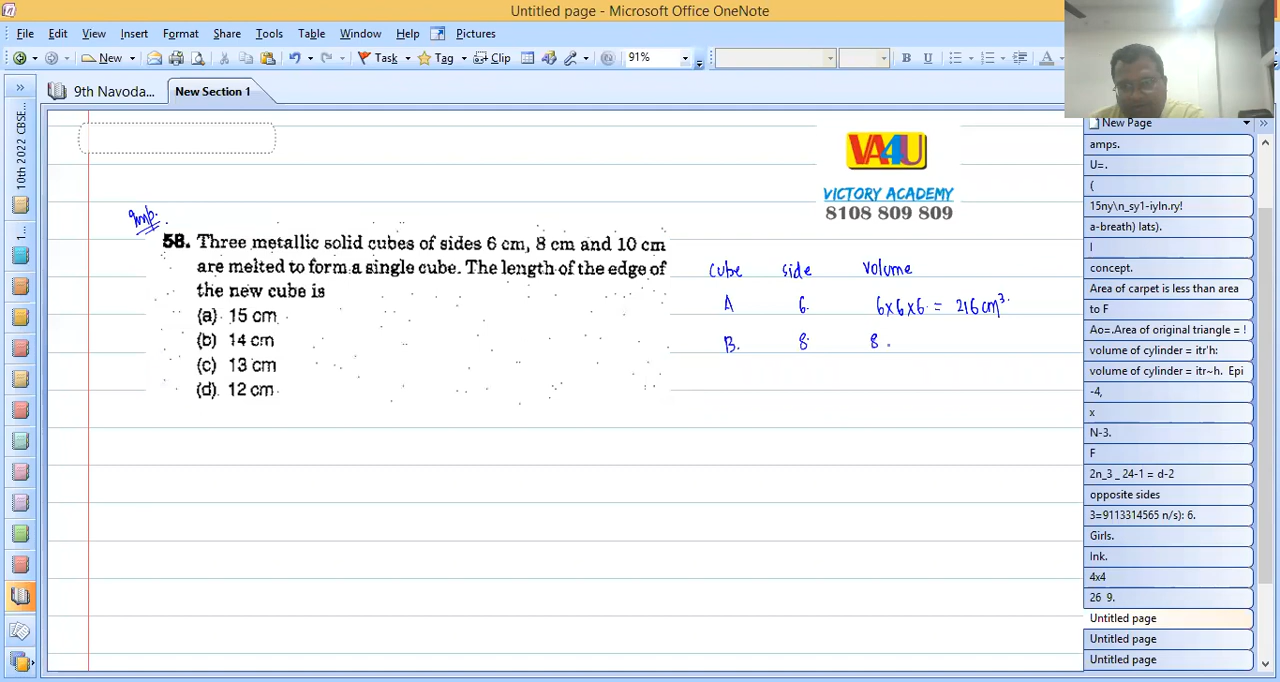 Untitled page - Microsoft Office OneNote
File Edit View Insert Format Share Tools Table Window Help Pictures
New Task Tag Clip 91% B U A
9th Navoda... New Section 1
10th 2022 CBSE
New Page
amps.
U=.
(
15ny\n_sy1-iyln.ry!
a-breath) lats).
I
concept.
Area of carpet is less than area
to F
Ao=.Area of original triangle = !
volume of cylinder = itr'h:
volume of cylinder = itr~h. Epi
-4,
x
N-3.
F
2n_3 _ 24-1 = d-2
opposite sides
3=9113314565 n/s): 6.
Girls.
Ink.
4x4
26 9.
Untitled page
Untitled page
Untitled page
VA4U
VICTORY ACADEMY
8108 809 809
Imp.
58. Three metallic solid cubes of sides 6 cm, 8 cm and 10 cm
are melted to form a single cube. The length of the edge of
the new cube is
(a) 15 cm
(b) 14 cm
(c) 13 cm
(d) 12 cm
Cube side volume
A 6 6×6×6 = 216 cm³
B. 8 8